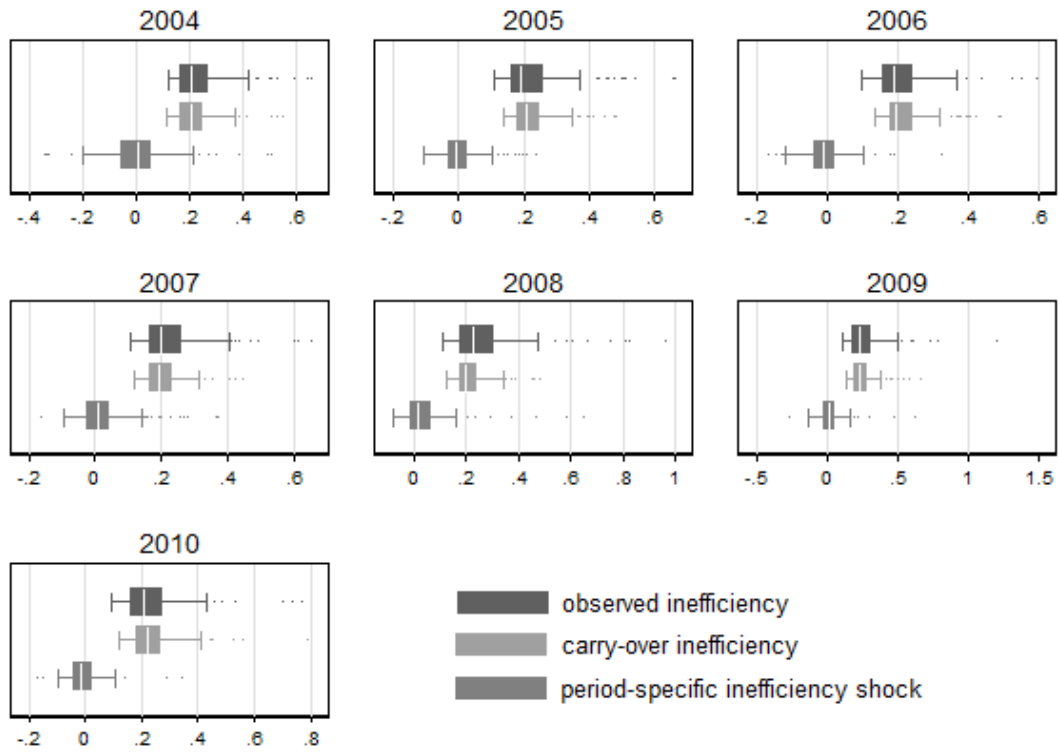 2004 2005 2006
-.4 -.2 0 .2 .4 .6 -.2 0 .2 .4 .6 -.2 0 .2 .4 .6
2007 2008 2009
-.2 0 .2 .4 .6 0 .2 .4 .6 .8 1 -.5 0 .5 1 1.5
2010
observed inefficiency
carry-over inefficiency
period-specific inefficiency shock
-.2 0 .2 .4 .6 .8